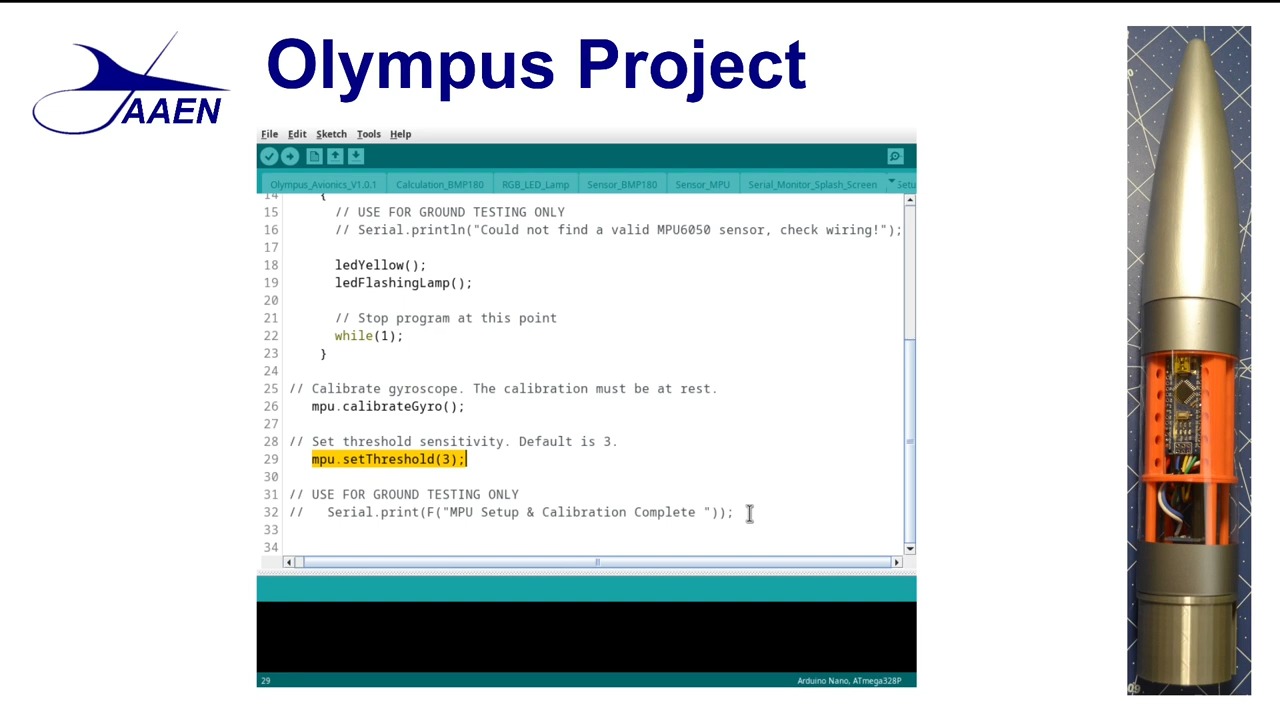 Olympus Project
AAEN
File Edit Sketch Tools Help
Olympus_Avionics_V1.0.1 Calculation_BMP180 RGB_LED_Lamp Sensor_BMP180 Sensor_MPU Serial_Monitor_Splash_Screen Setu
14 {
15 // USE FOR GROUND TESTING ONLY
16 // Serial.println("Could not find a valid MPU6050 sensor, check wiring!");
17
18 ledYellow();
19 ledFlashingLamp();
20
21 // Stop program at this point
22 while(1);
23 }
24
25 // Calibrate gyroscope. The calibration must be at rest.
26 mpu.calibrateGyro();
27
28 // Set threshold sensitivity. Default is 3.
29 mpu.setThreshold(3);
30
31 // USE FOR GROUND TESTING ONLY
32 // Serial.print(F("MPU Setup & Calibration Complete "));
33
34
29 Arduino Nano, ATmega328P